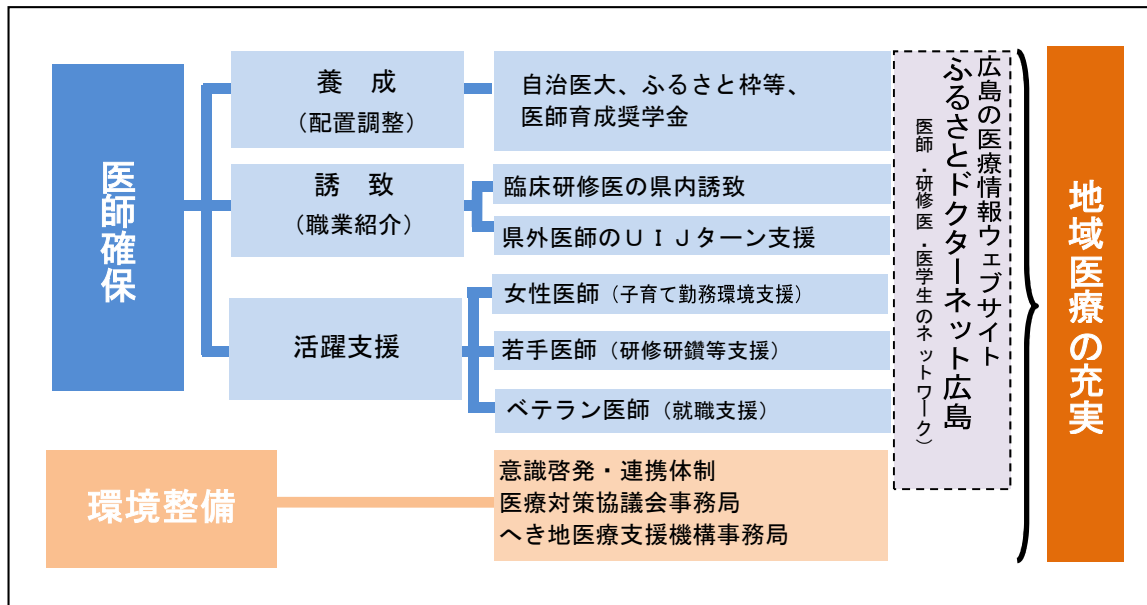 医師確保
養 成
（配置調整）
自治医大、ふるさと枠等、
医師育成奨学金
誘 致
（職業紹介）
臨床研修医の県内誘致
県外医師のＵＩＪターン支援
活躍支援
女性医師（子育て勤務環境支援）
若手医師（研修研鑽等支援）
ベテラン医師（就職支援）
環境整備
意識啓発・連携体制
医療対策協議会事務局
へき地医療支援機構事務局
広島の医療情報ウェブサイト
ふるさとドクターネット広島
医師・研修医・医学生のネットワーク）
地域医療の充実